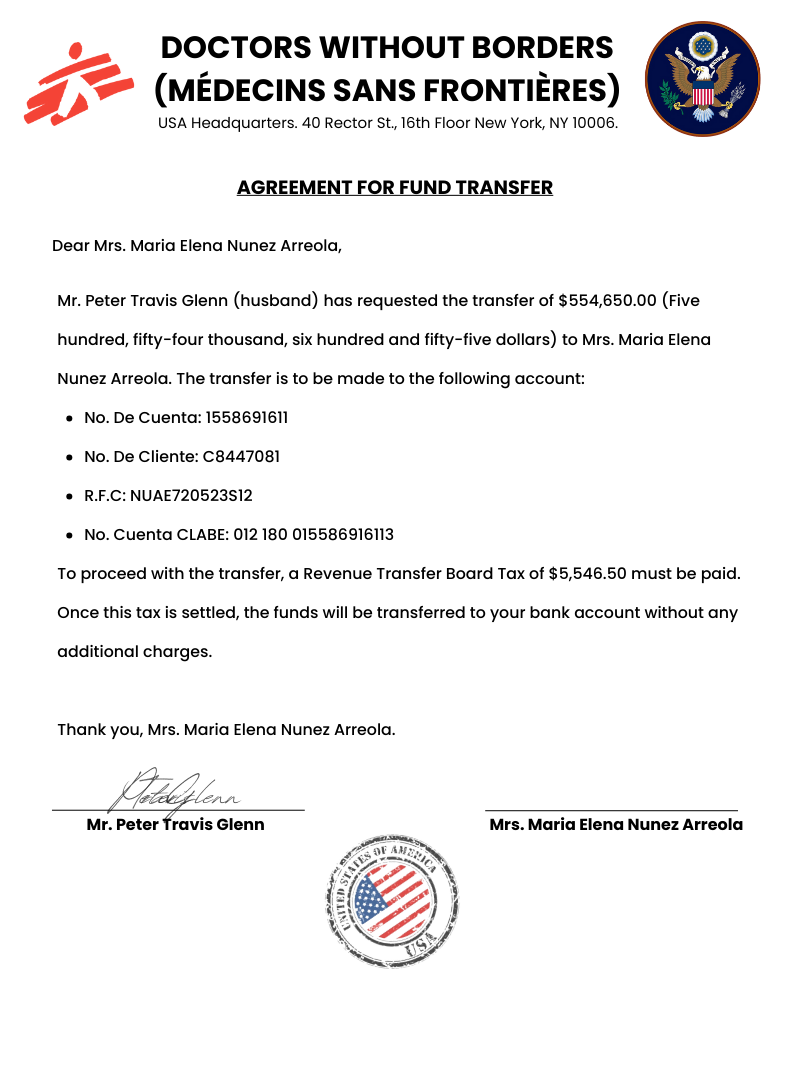 DOCTORS WITHOUT BORDERS
(MÉDECINS SANS FRONTIÈRES)
USA Headquarters. 40 Rector St., 16th Floor New York, NY 10006.
AGREEMENT FOR FUND TRANSFER
Dear Mrs. Maria Elena Nunez Arreola,
Mr. Peter Travis Glenn (husband) has requested the transfer of $554,650.00 (Five
hundred, fifty-four thousand, six hundred and fifty-five dollars) to Mrs. Maria Elena
Nunez Arreola. The transfer is to be made to the following account:
• No. De Cuenta: 1558691611
• No. De Cliente: C8447081
• R.F.C: NUAE720523S12
• No. Cuenta CLABE: 012 180 015586916113
To proceed with the transfer, a Revenue Transfer Board Tax of $5,546.50 must be paid.
Once this tax is settled, the funds will be transferred to your bank account without any
additional charges.
Thank you, Mrs. Maria Elena Nunez Arreola.
Mr. Peter Travis Glenn
Mrs. Maria Elena Nunez Arreola
UNITED STATES OF AMERICA
USA